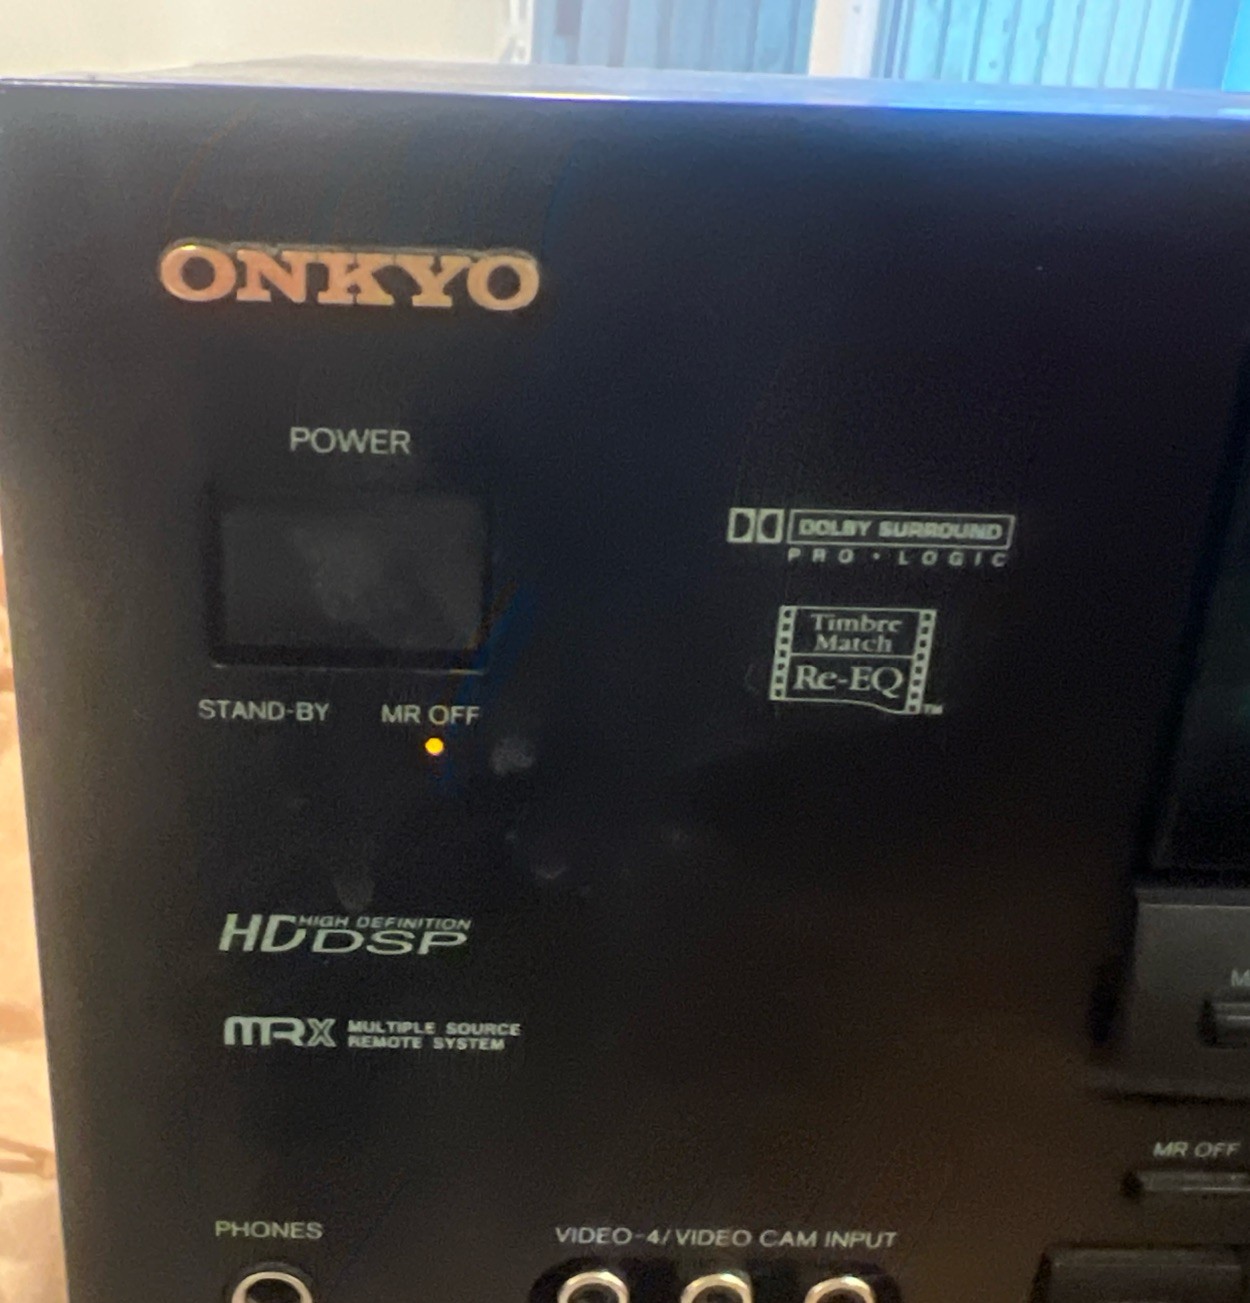 ONKYO
POWER
STAND-BY MR OFF
DOLBY SURROUND
PRO • LOGIC
Timbre
Match
Re-EQ™
HD HIGH DEFINITION
DSP
MRX MULTIPLE SOURCE
REMOTE SYSTEM
MR OFF
PHONES
VIDEO-4/VIDEO CAM INPUT